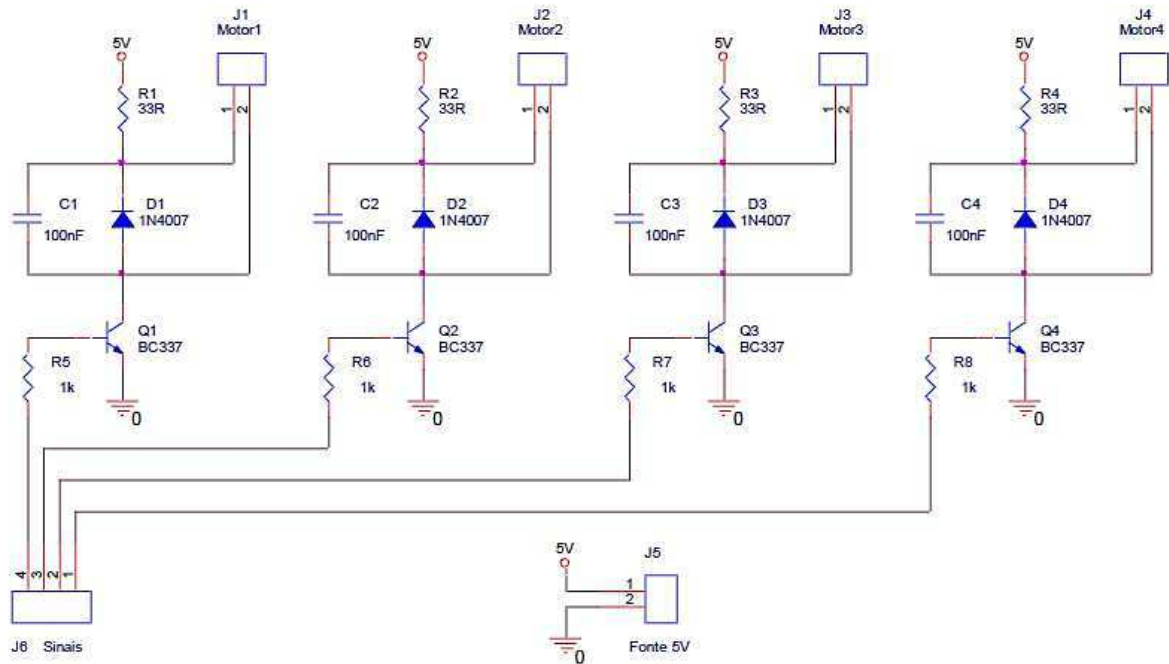 J1
Motor1
J2
Motor2
J3
Motor3
J4
Motor4
5V
5V
5V
5V
R1
33R
R2
33R
R3
33R
R4
33R
1
2
1
2
1
2
1
2
C1
100nF
D1
1N4007
C2
100nF
D2
1N4007
C3
100nF
D3
1N4007
C4
100nF
D4
1N4007
Q1
BC337
Q2
BC337
Q3
BC337
Q4
BC337
R5
1k
R6
1k
R7
1k
R8
1k
0
0
0
0
4
3
2
1
J6 Sinais
5V
J5
1
2
0
Fonte 5V